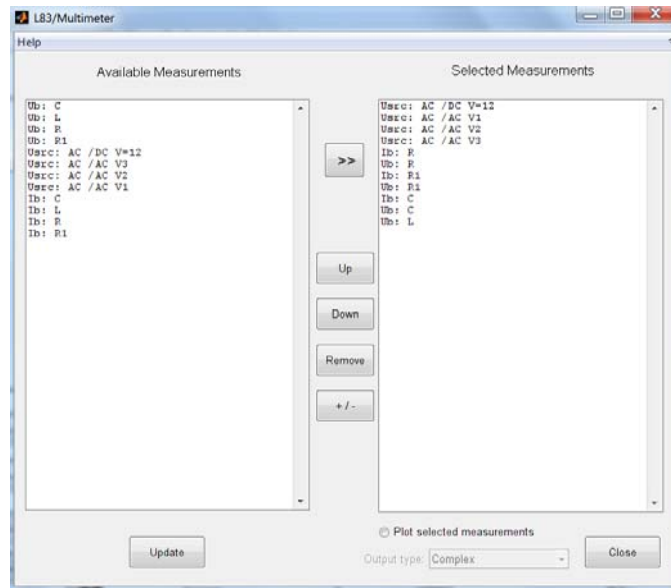 L83/Multimeter
Help
Available Measurements
Ub: C
Ub: L
Ub: R
Ub: R1
Usrc: AC /DC V=12
Usrc: AC /AC V3
Usrc: AC /AC V2
Usrc: AC /AC V1
Ib: C
Ib: L
Ib: R
Ib: R1
>>
Up
Down
Remove
+ / -
Selected Measurements
Usrc: AC /DC V=12
Usrc: AC /AC V1
Usrc: AC /AC V2
Usrc: AC /AC V3
Ib: R
Ub: R
Ib: R1
Ub: R1
Ib: C
Ub: C
Ub: L
Update
Plot selected measurements
Output type: Complex
Close